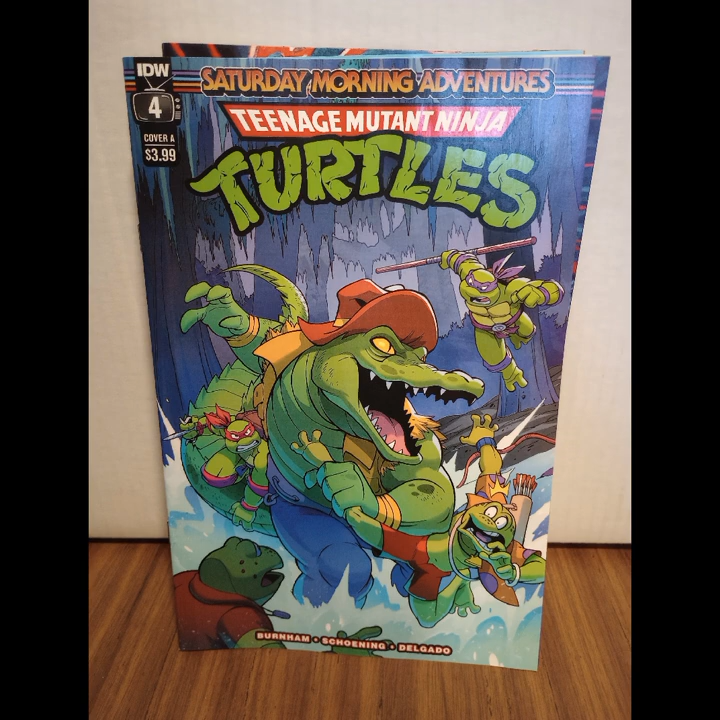 IDW
SATURDAY MORNING ADVENTURES
4
COVER A
$3.99
TEENAGE MUTANT NINJA
TURTLES
BURNHAM • SCHOENING • DELGADO